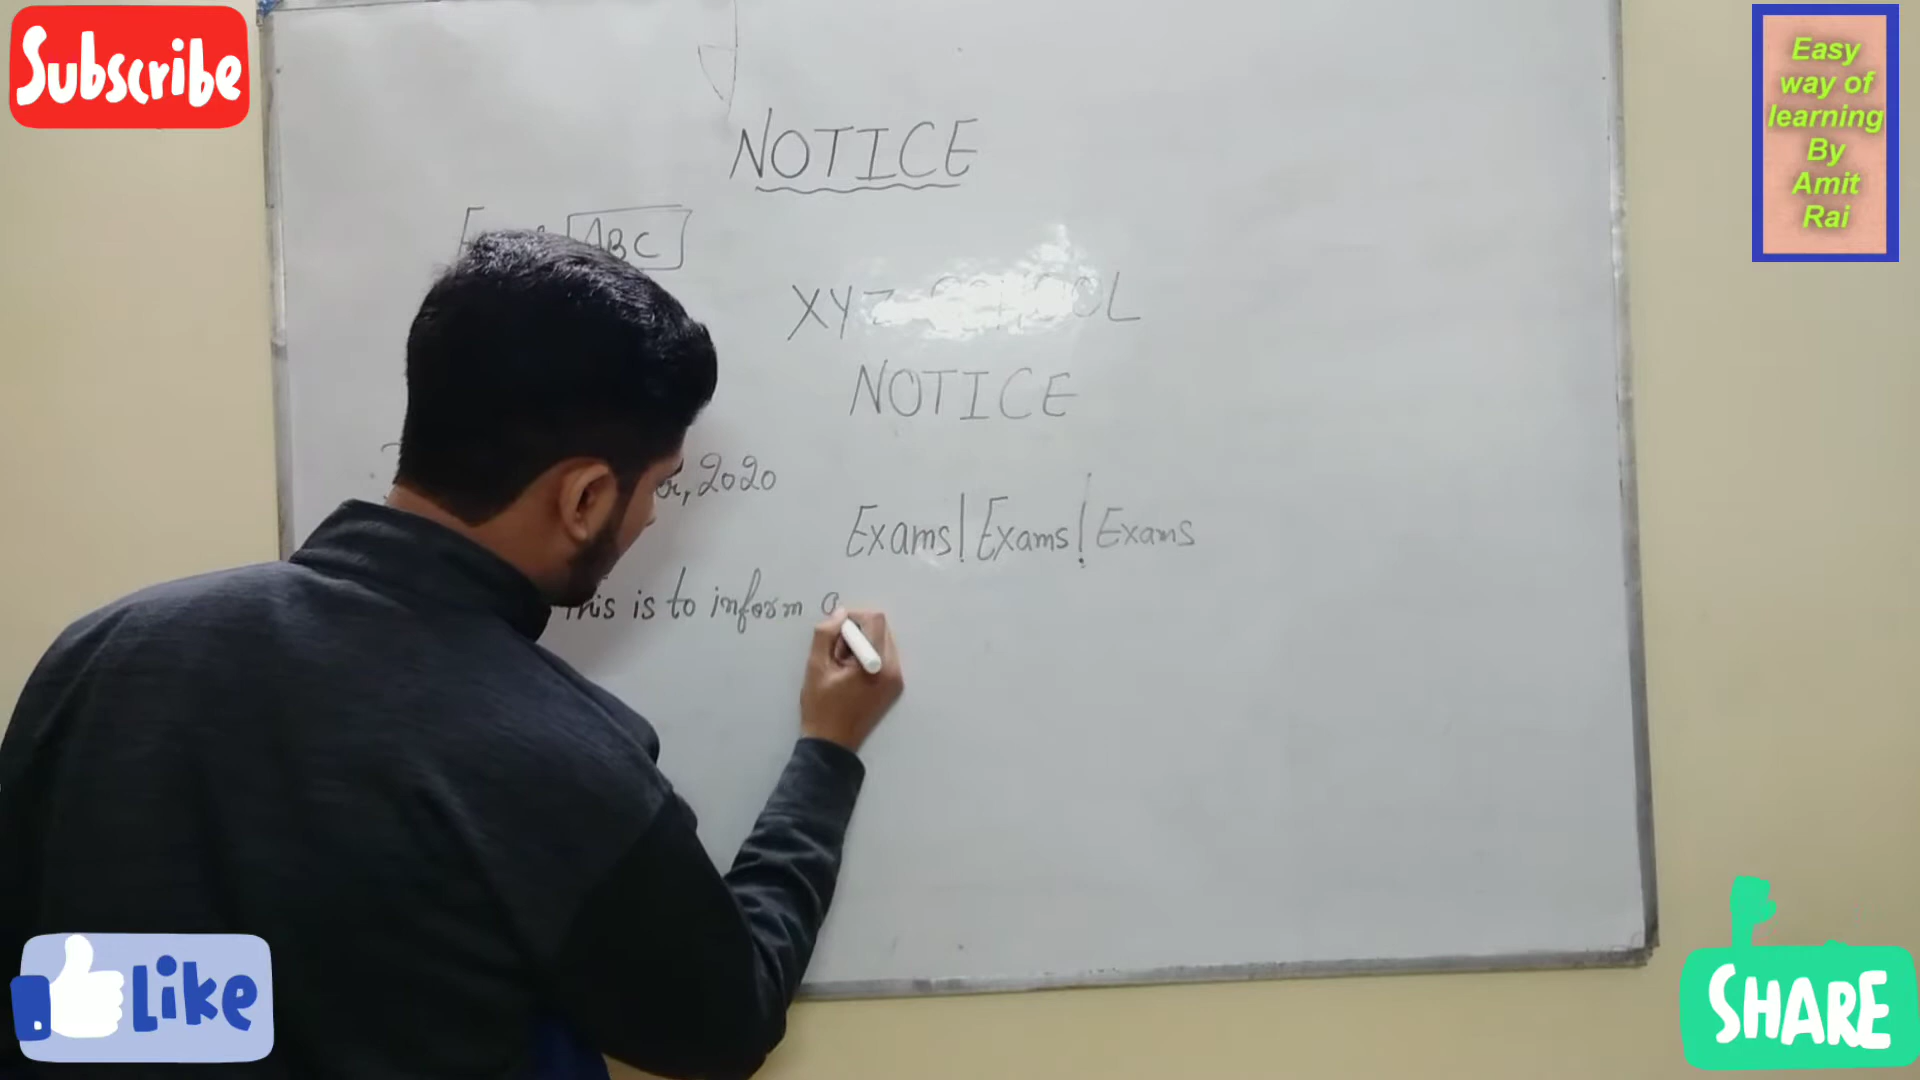 Subscribe
Easy
way of
learning
By
Amit
Rai
NOTICE
ABC
XYZ SCHOOL
NOTICE
, 2020
Exams! Exams! Exams
This is to inform a
Like
SHARE